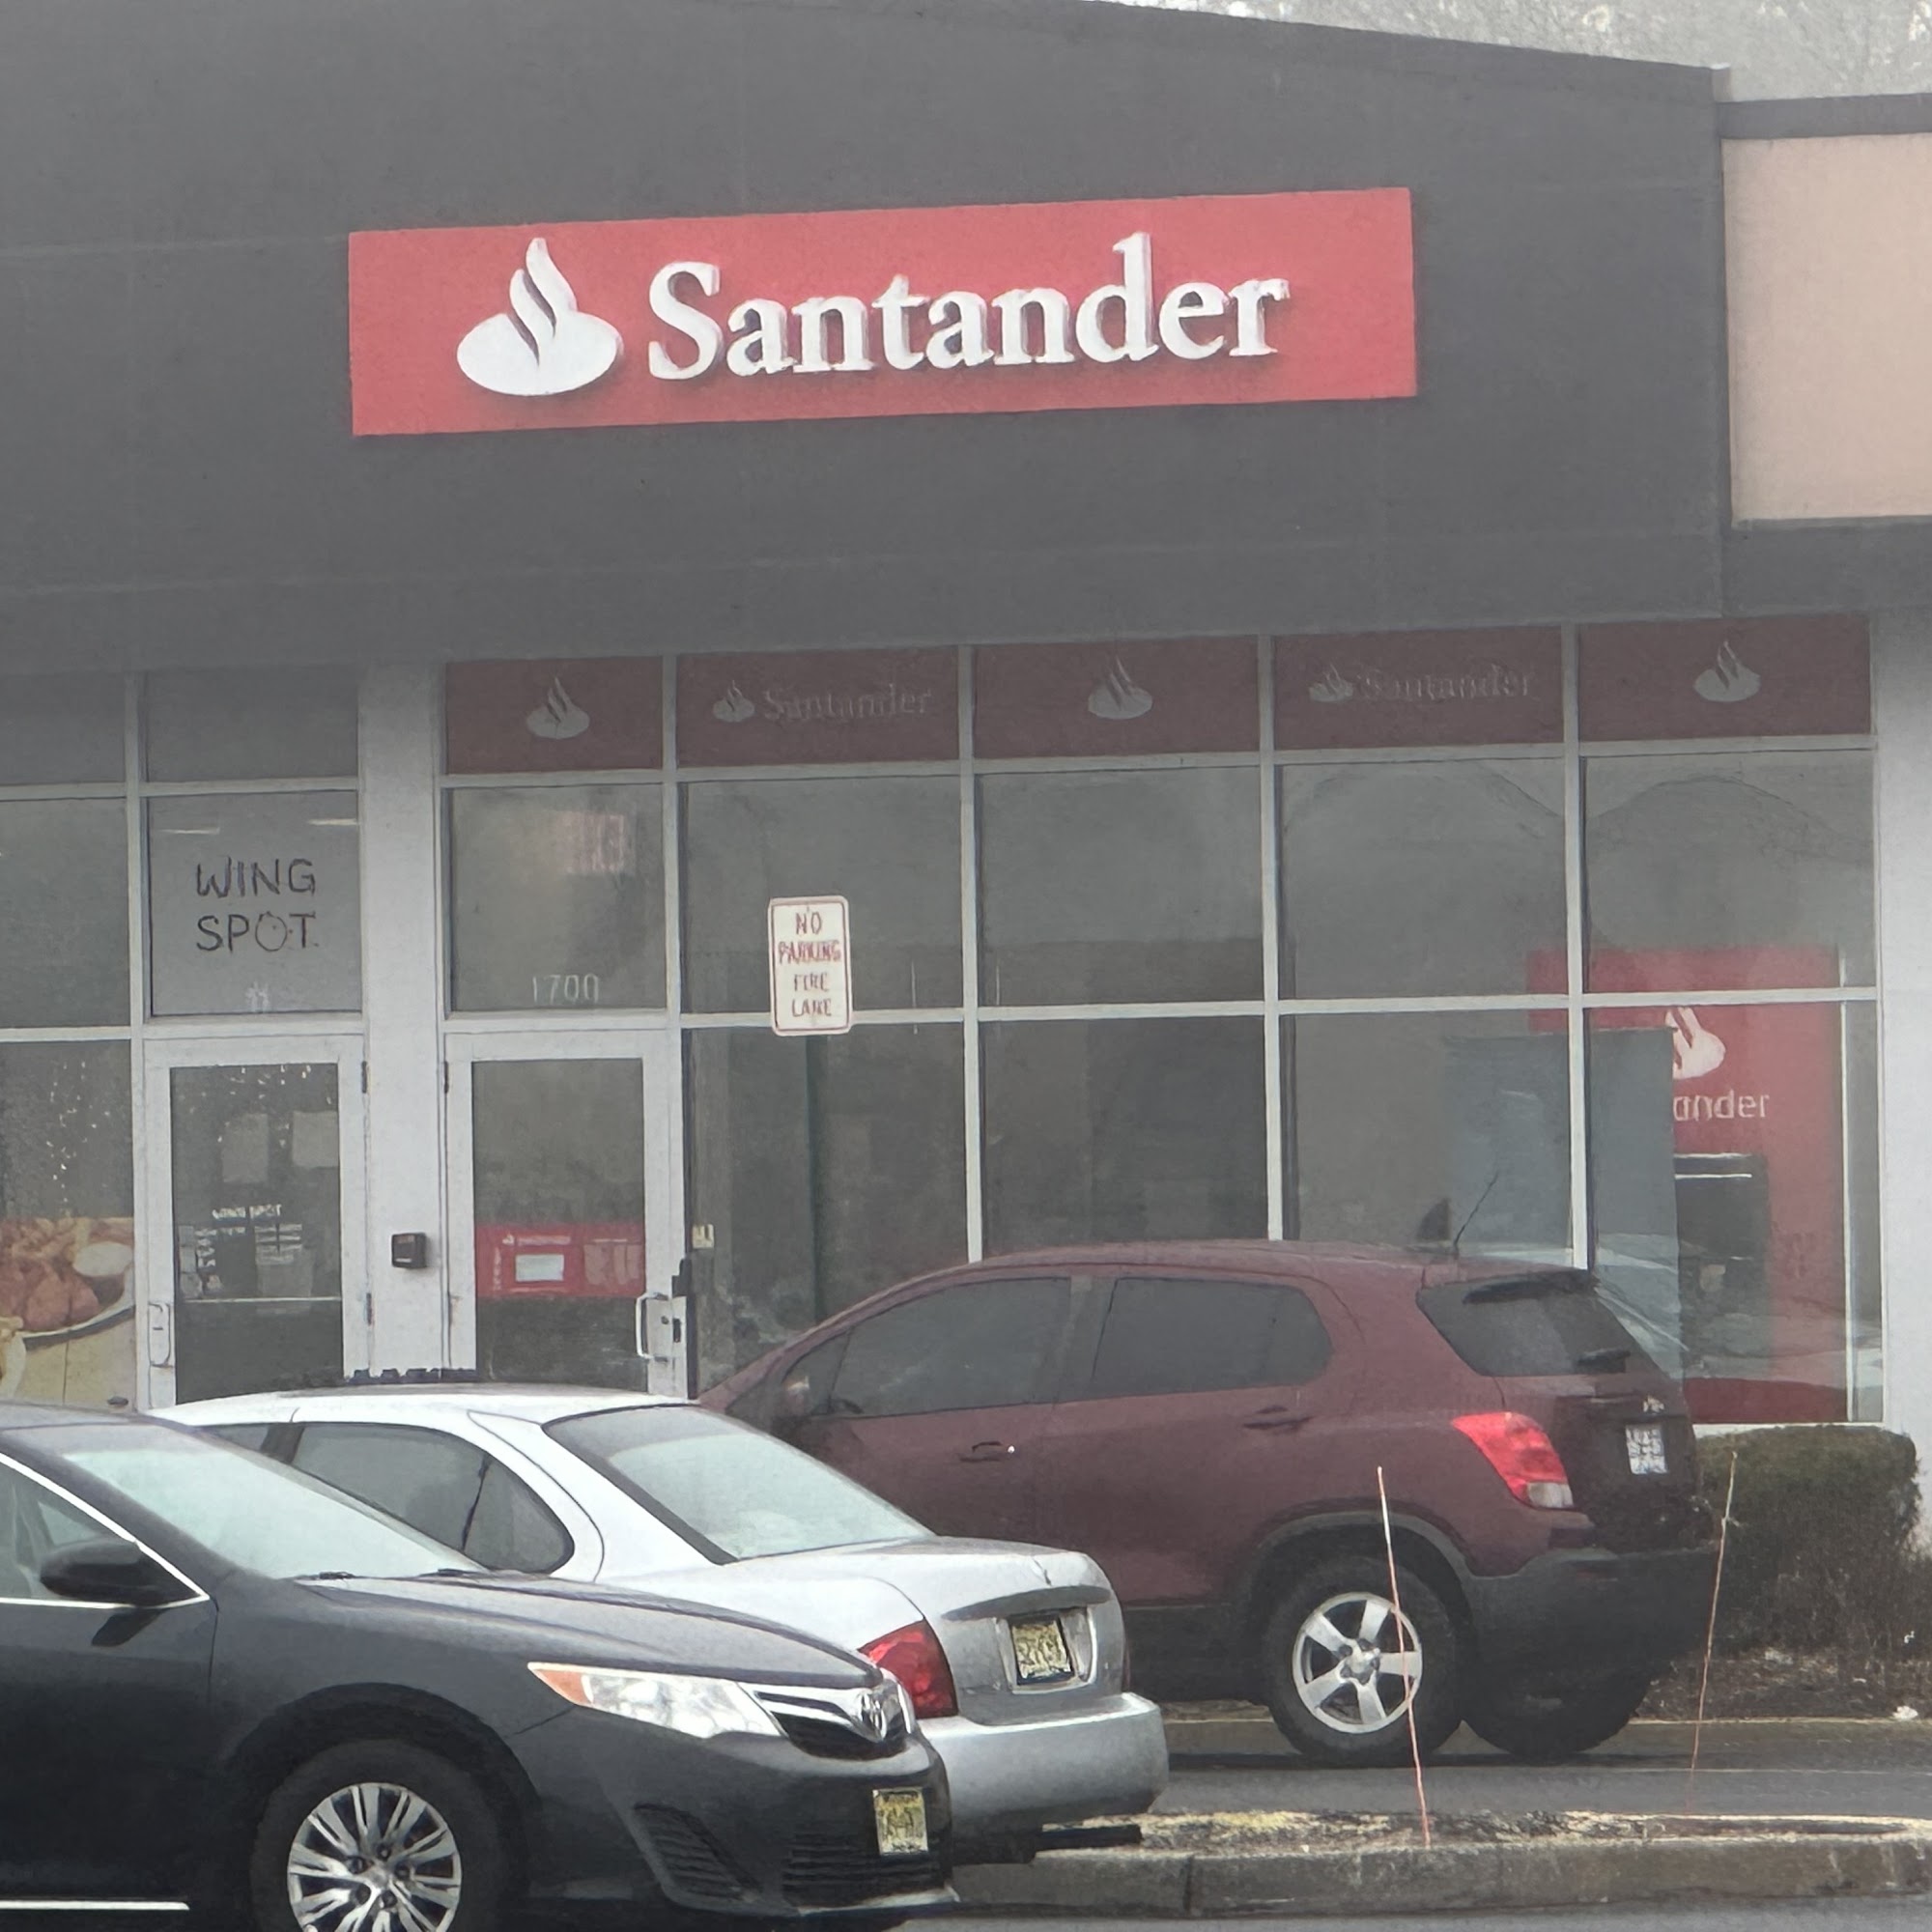 Santander
Santander
Santander
WING
SPOT
1700
NO
PARKING
FIRE
LANE
ander